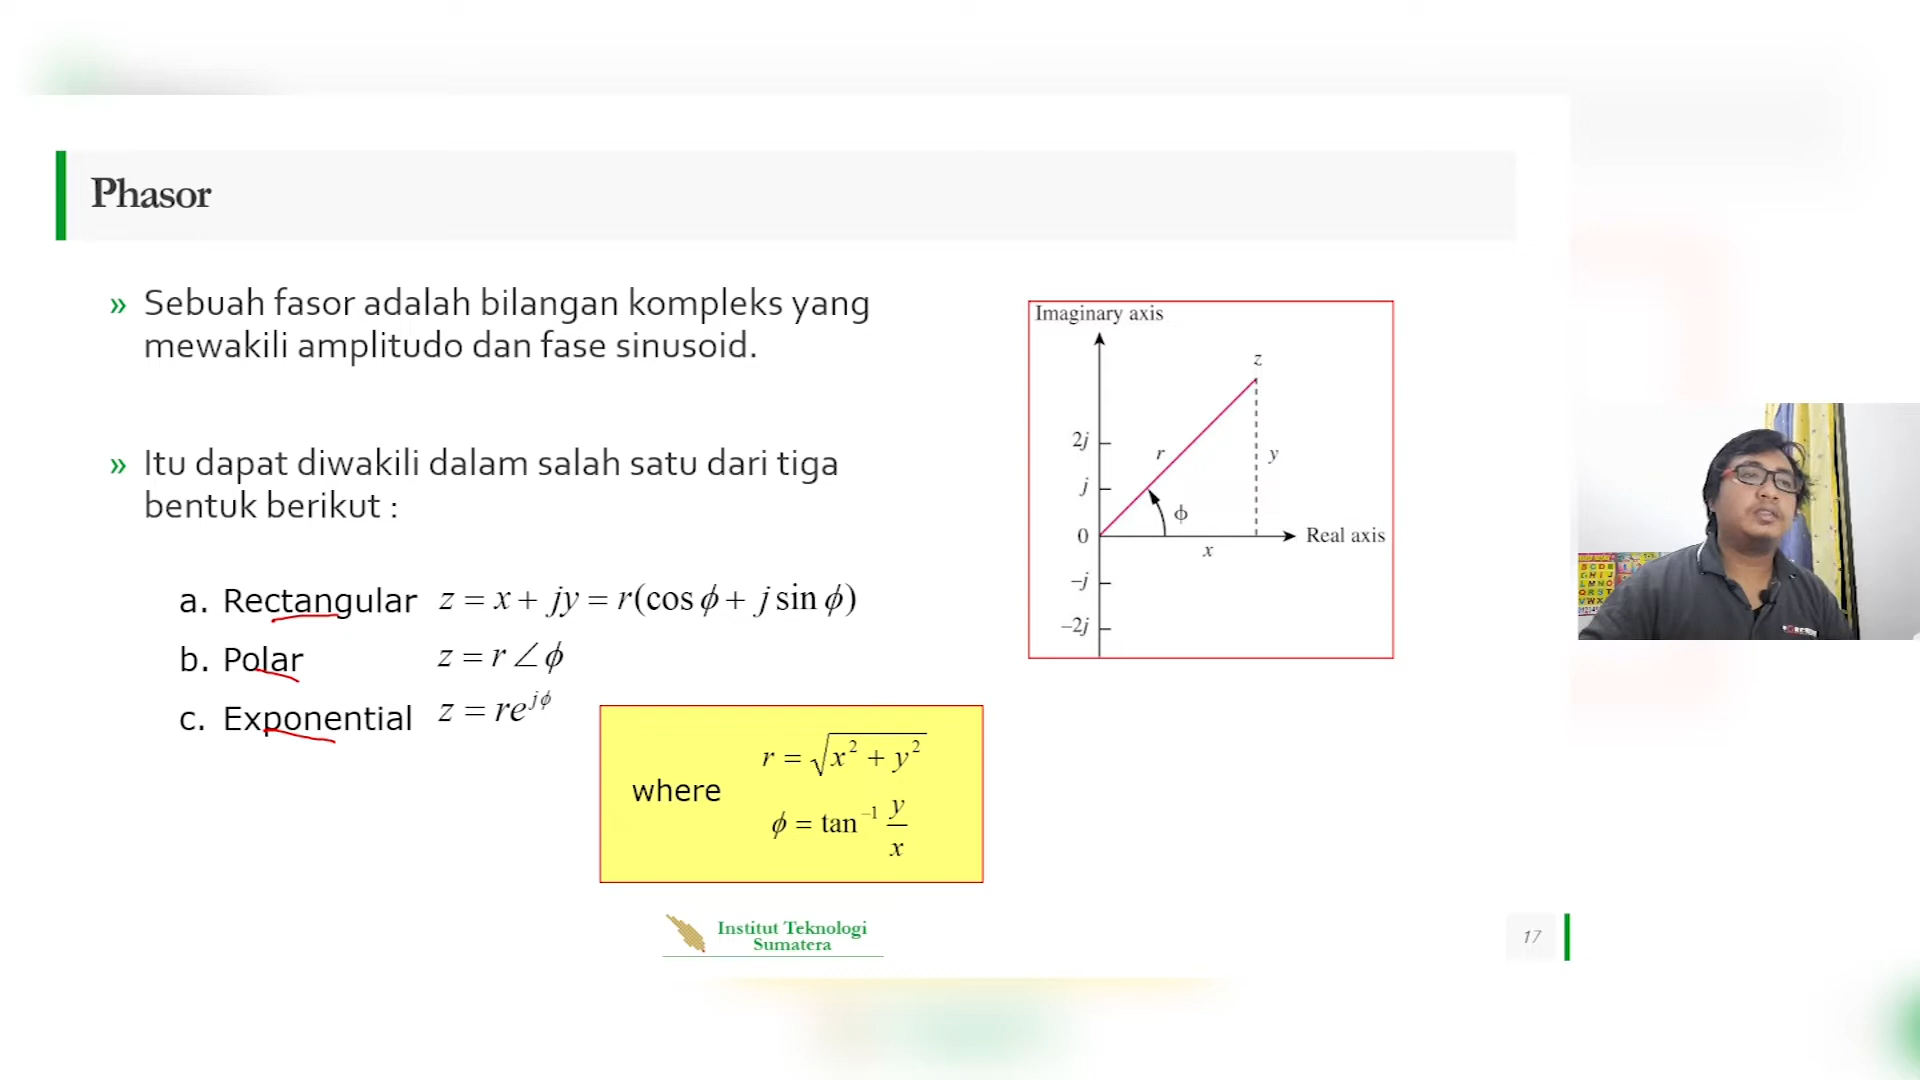 Phasor
» Sebuah fasor adalah bilangan kompleks yang
mewakili amplitudo dan fase sinusoid.
» Itu dapat diwakili dalam salah satu dari tiga
bentuk berikut :
a. Rectangular z = x + jy = r(cos ϕ + j sin ϕ)
b. Polar z = r ∠ϕ
c. Exponential z = re^{jϕ}
where
r = √(x² + y²)
ϕ = tan⁻¹ y/x
Imaginary axis
z
2j
r
y
j
ϕ
0
Real axis
x
–j
–2j
Institut Teknologi
Sumatera
17